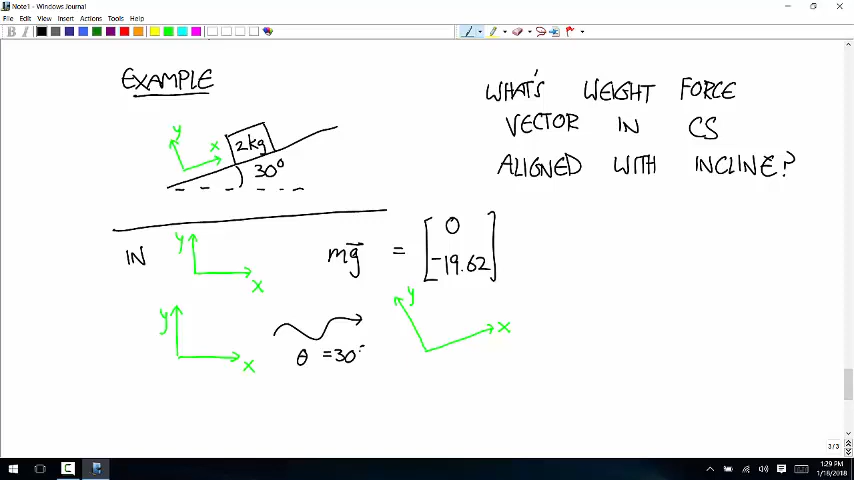 Note1 - Windows Journal
File Edit View Insert Actions Tools Help
B I
EXAMPLE
WHAT'S WEIGHT FORCE
VECTOR IN CS
ALIGNED WITH INCLINE?
y
x
2kg
30°
IN
y
x
mg⃗ = [0
-19.62]
y
x
θ = 30°
y
x
3/3
1:29 PM
1/18/2018